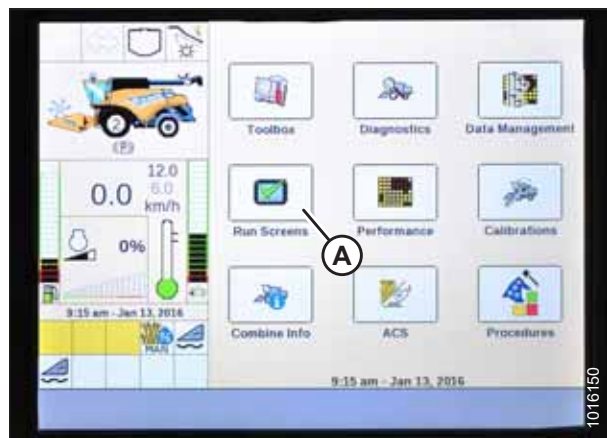 2
(P)
12.0
6.0
0.0 km/h
0%
9:15 am - Jan 13, 2016
MAN
Toolbox
Diagnostics
Data Management
Run Screens
Performance
Calibrations
A
Combine Info
ACS
Procedures
9:15 am - Jan 13, 2016
1016150